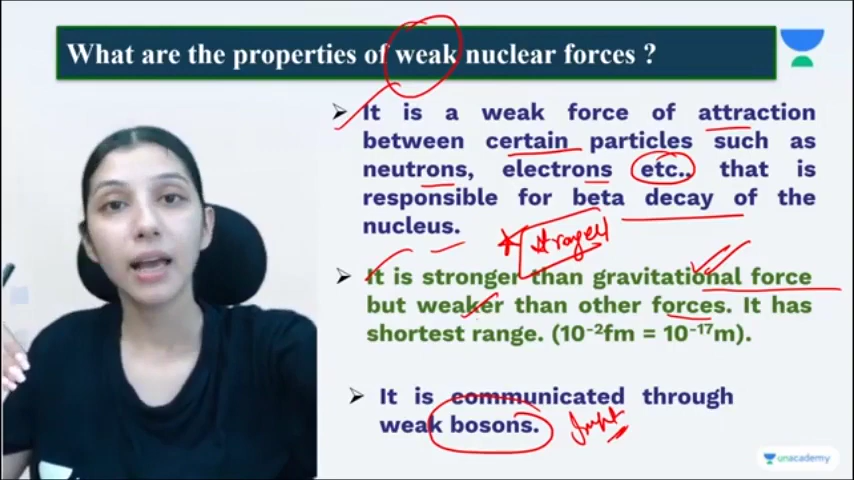 What are the properties of weak nuclear forces ?
It is a weak force of attraction
between certain particles such as
neutrons, electrons etc.. that is
responsible for beta decay of the
nucleus.
It is stronger than gravitational force
but weaker than other forces. It has
shortest range. (10⁻²fm = 10⁻¹⁷m).
It is communicated through
weak bosons.
unacademy